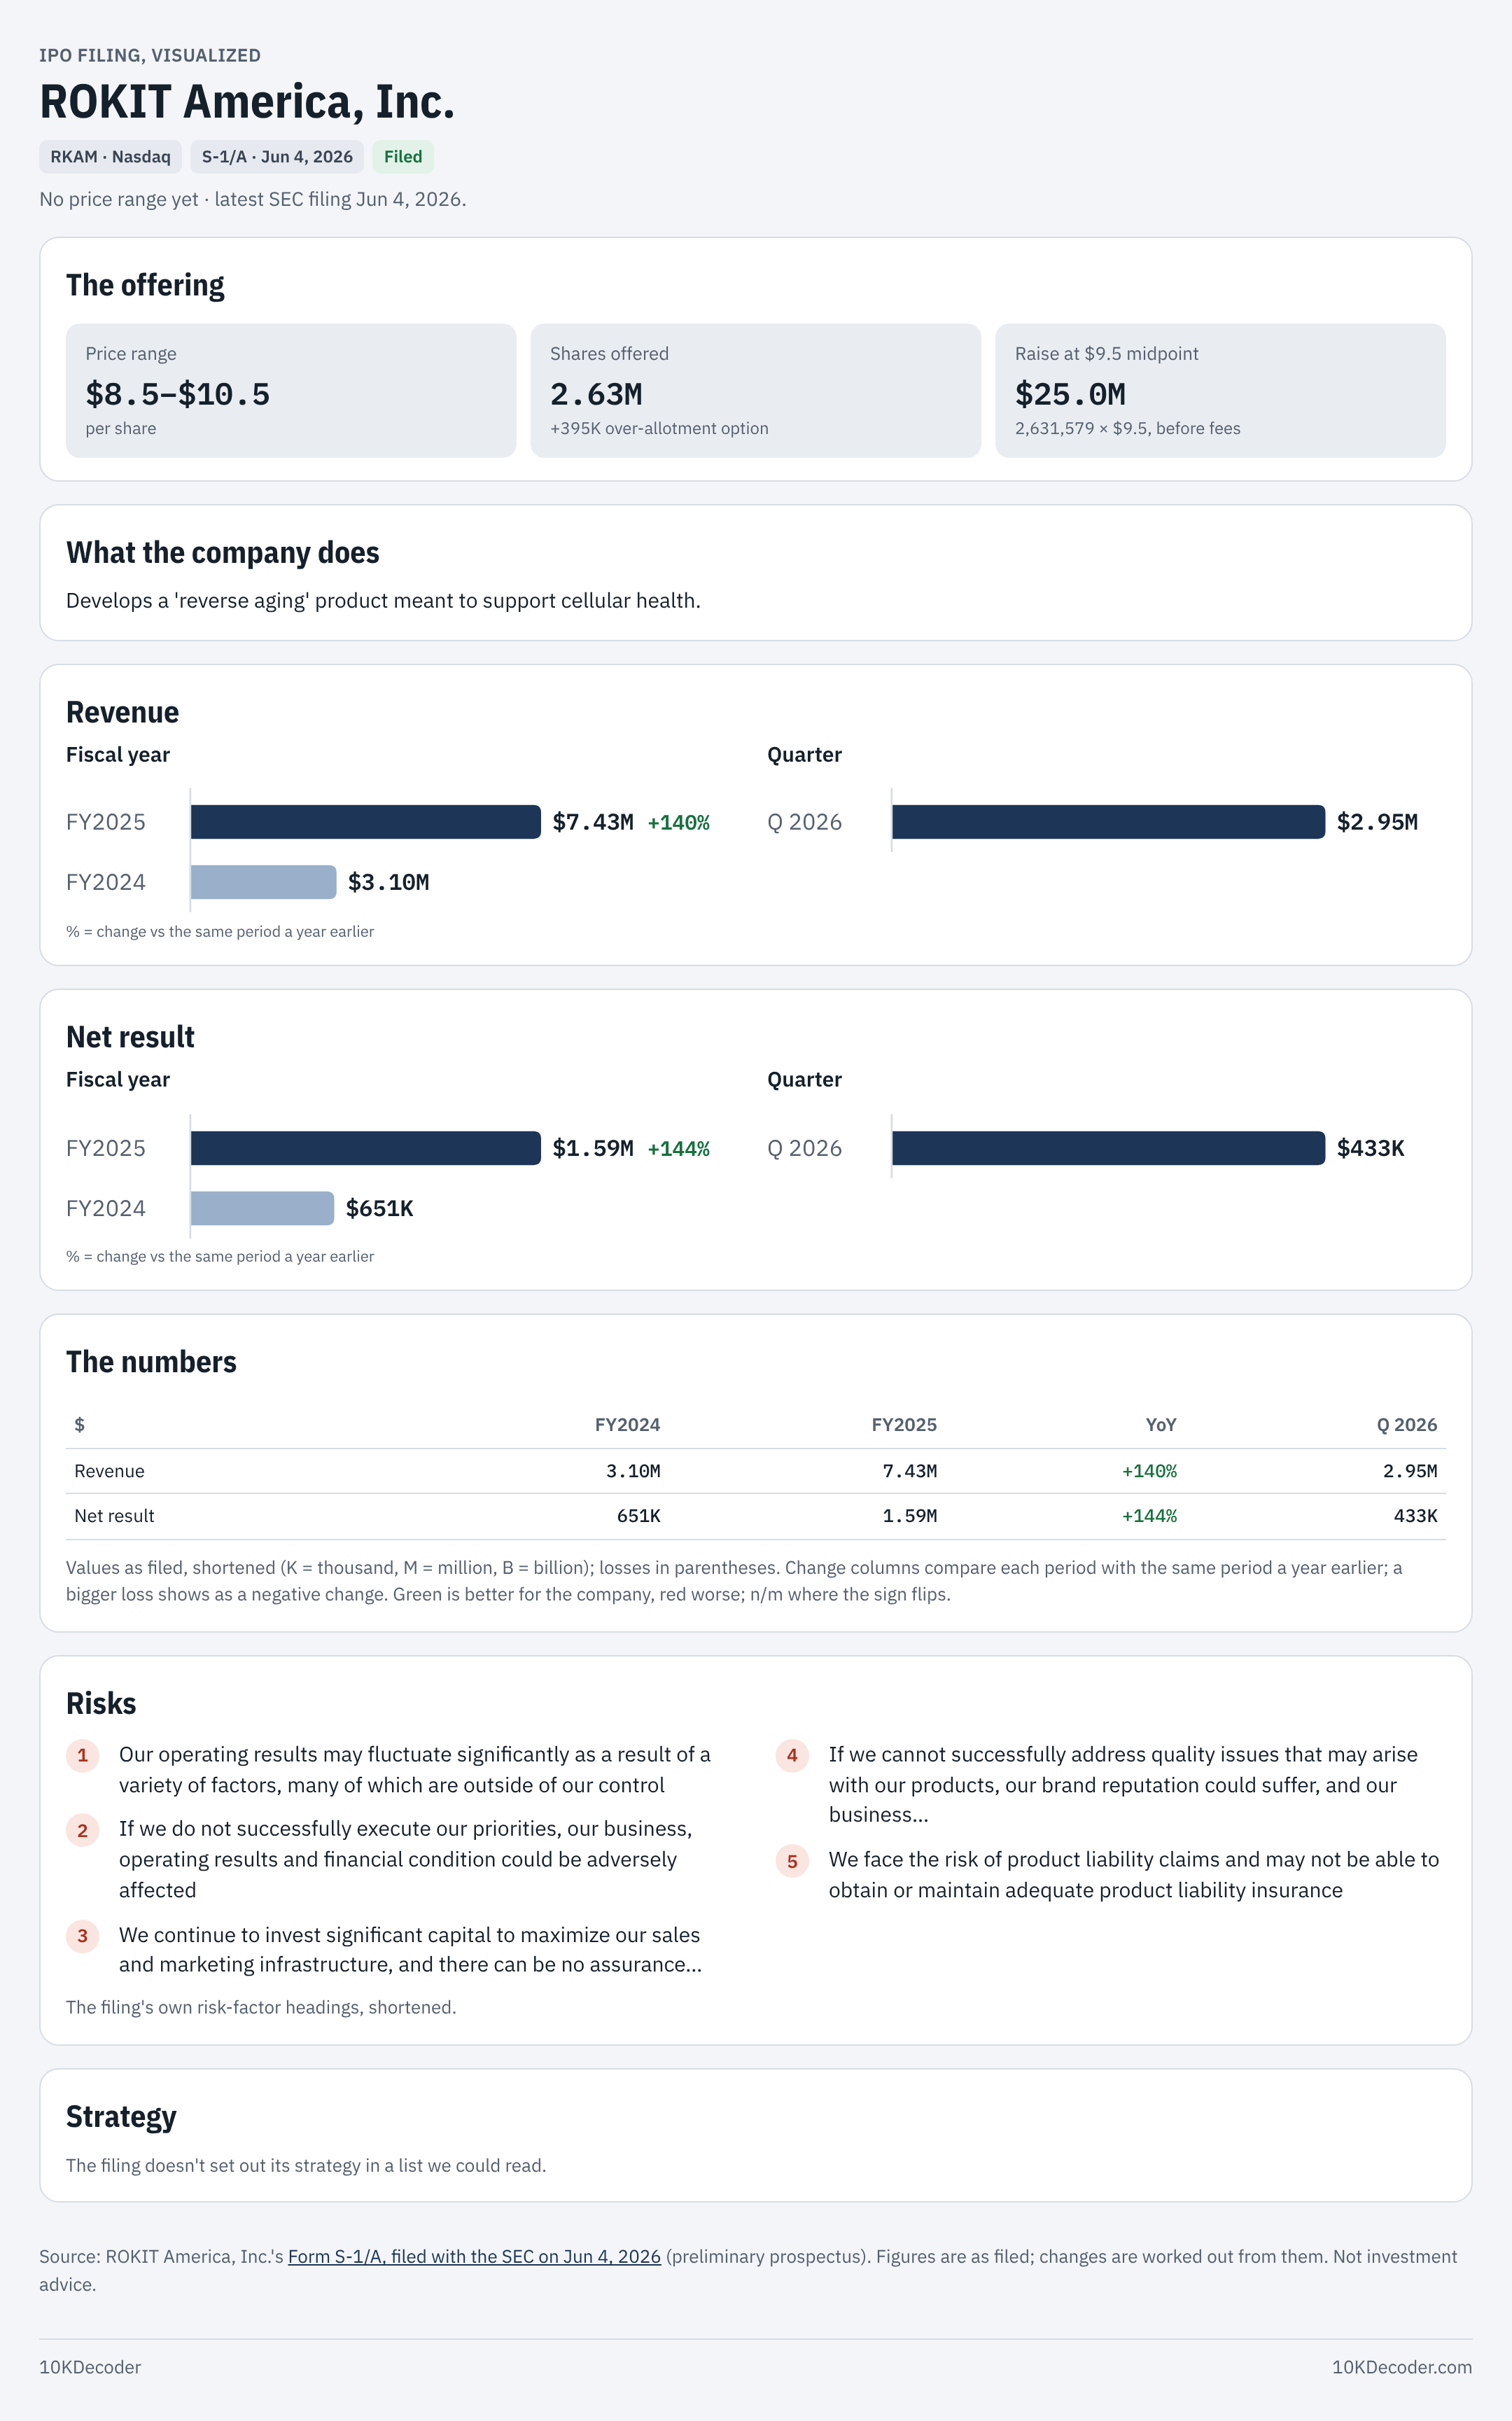 IPO FILING, VISUALIZED
ROKIT America, Inc.
RKAM · Nasdaq
S-1/A · Jun 4, 2026
Filed
No price range yet · latest SEC filing Jun 4, 2026.
The offering
Price range
$8.5–$10.5
per share
Shares offered
2.63M
+395K over-allotment option
Raise at $9.5 midpoint
$25.0M
2,631,579 × $9.5, before fees
What the company does
Develops a 'reverse aging' product meant to support cellular health.
Revenue
Fiscal year
FY2025 $7.43M +140%
FY2024 $3.10M
Quarter
Q 2026 $2.95M
% = change vs the same period a year earlier
Net result
Fiscal year
FY2025 $1.59M +144%
FY2024 $651K
Quarter
Q 2026 $433K
% = change vs the same period a year earlier
The numbers
$ FY2024 FY2025 YoY Q 2026
Revenue 3.10M 7.43M +140% 2.95M
Net result 651K 1.59M +144% 433K
Values as filed, shortened (K = thousand, M = million, B = billion); losses in parentheses. Change columns compare each period with the same period a year earlier; a
bigger loss shows as a negative change. Green is better for the company, red worse; n/m where the sign flips.
Risks
1 Our operating results may fluctuate significantly as a result of a
variety of factors, many of which are outside of our control
2 If we do not successfully execute our priorities, our business,
operating results and financial condition could be adversely
affected
3 We continue to invest significant capital to maximize our sales
and marketing infrastructure, and there can be no assurance…
4 If we cannot successfully address quality issues that may arise
with our products, our brand reputation could suffer, and our
business…
5 We face the risk of product liability claims and may not be able to
obtain or maintain adequate product liability insurance
The filing's own risk-factor headings, shortened.
Strategy
The filing doesn't set out its strategy in a list we could read.
Source: ROKIT America, Inc.'s Form S-1/A, filed with the SEC on Jun 4, 2026 (preliminary prospectus). Figures are as filed; changes are worked out from them. Not investment
advice.
10KDecoder
10KDecoder.com